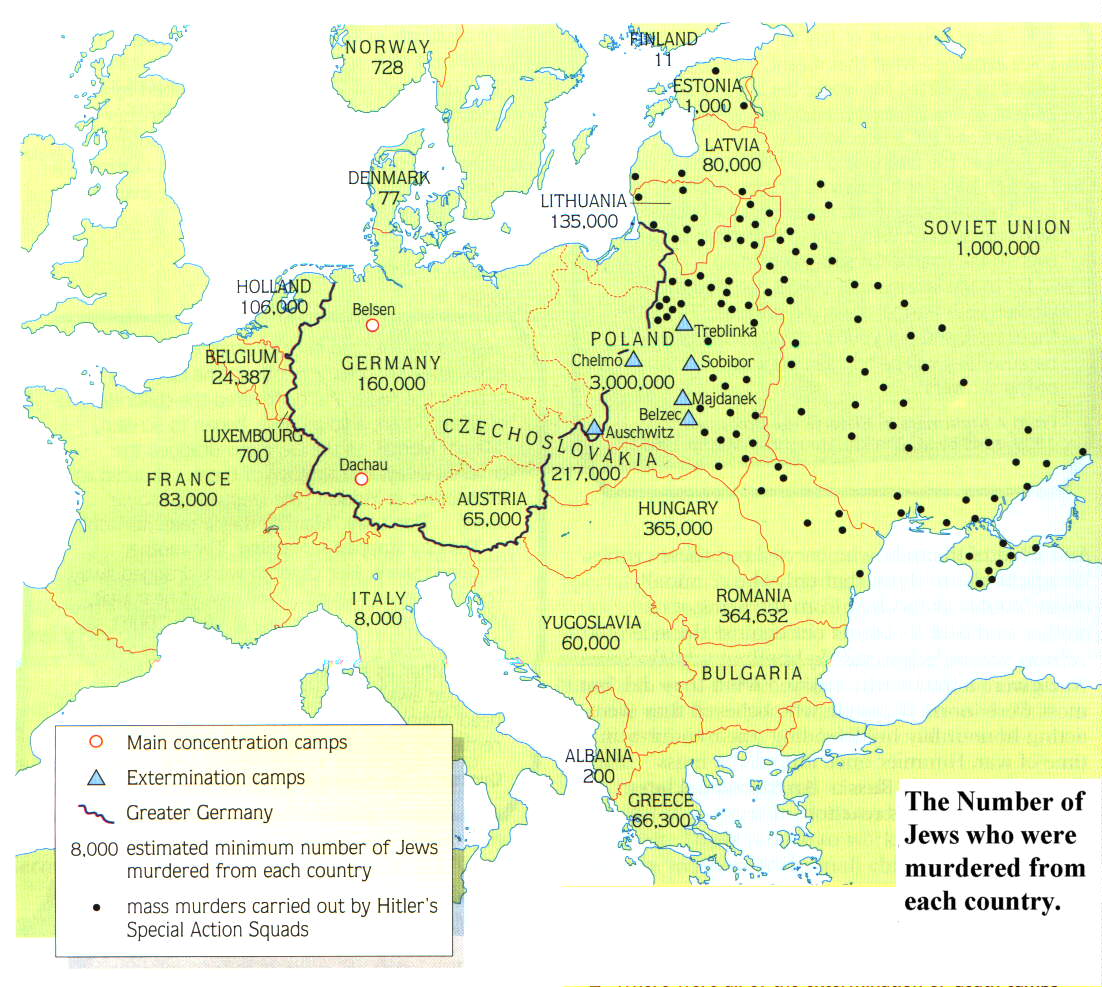 NORWAY
728
FINLAND
11
ESTONIA
1,000
LATVIA
80,000
DENMARK
77
LITHUANIA
135,000
SOVIET UNION
1,000,000
HOLLAND
106,000
Belsen
BELGIUM
24,387
GERMANY
160,000
POLAND
3,000,000
Treblinka
Chelmo
Sobibor
Majdanek
Belzec
Auschwitz
LUXEMBOURG
700
CZECHOSLOVAKIA
217,000
Dachau
FRANCE
83,000
AUSTRIA
65,000
HUNGARY
365,000
ITALY
8,000
ROMANIA
364,632
YUGOSLAVIA
60,000
BULGARIA
ALBANIA
200
GREECE
66,300
Main concentration camps
Extermination camps
Greater Germany
8,000 estimated minimum number of Jews
murdered from each country
mass murders carried out by Hitler's
Special Action Squads
The Number of
Jews who were
murdered from
each country.